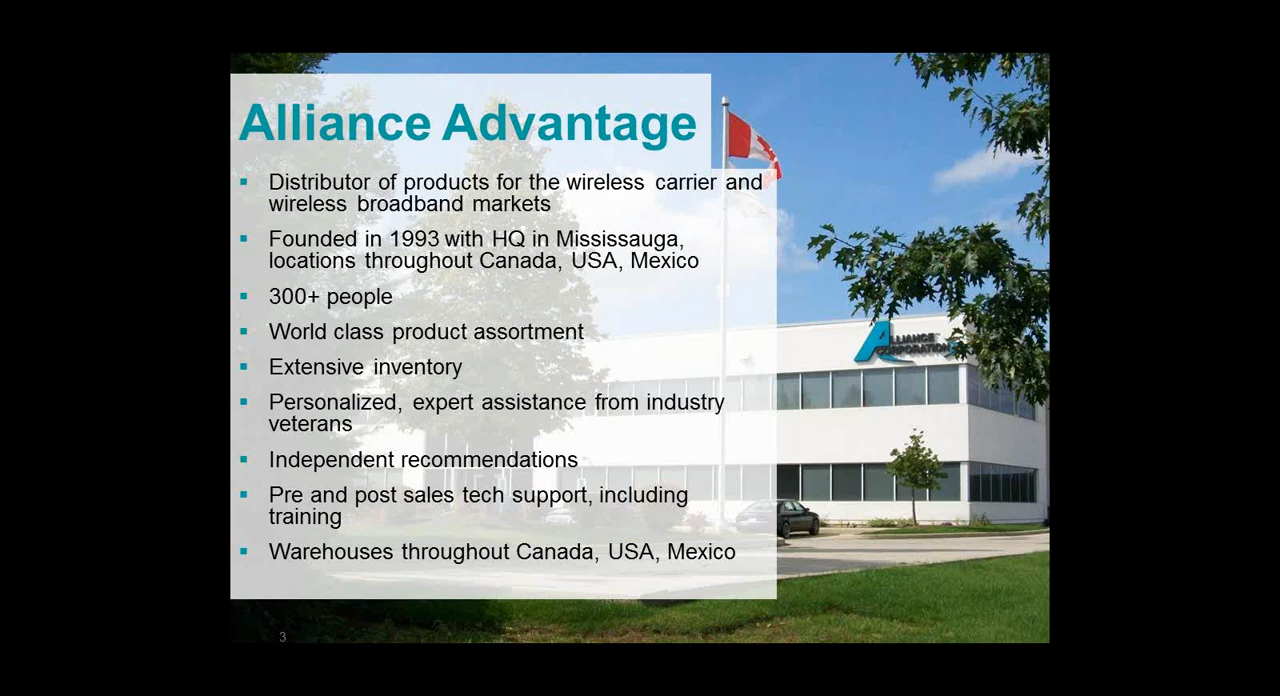 Alliance Advantage
▪ Distributor of products for the wireless carrier and
wireless broadband markets
▪ Founded in 1993 with HQ in Mississauga,
locations throughout Canada, USA, Mexico
▪ 300+ people
▪ World class product assortment
▪ Extensive inventory
▪ Personalized, expert assistance from industry
veterans
▪ Independent recommendations
▪ Pre and post sales tech support, including
training
▪ Warehouses throughout Canada, USA, Mexico
ALLIANCE
CORPORATION
3